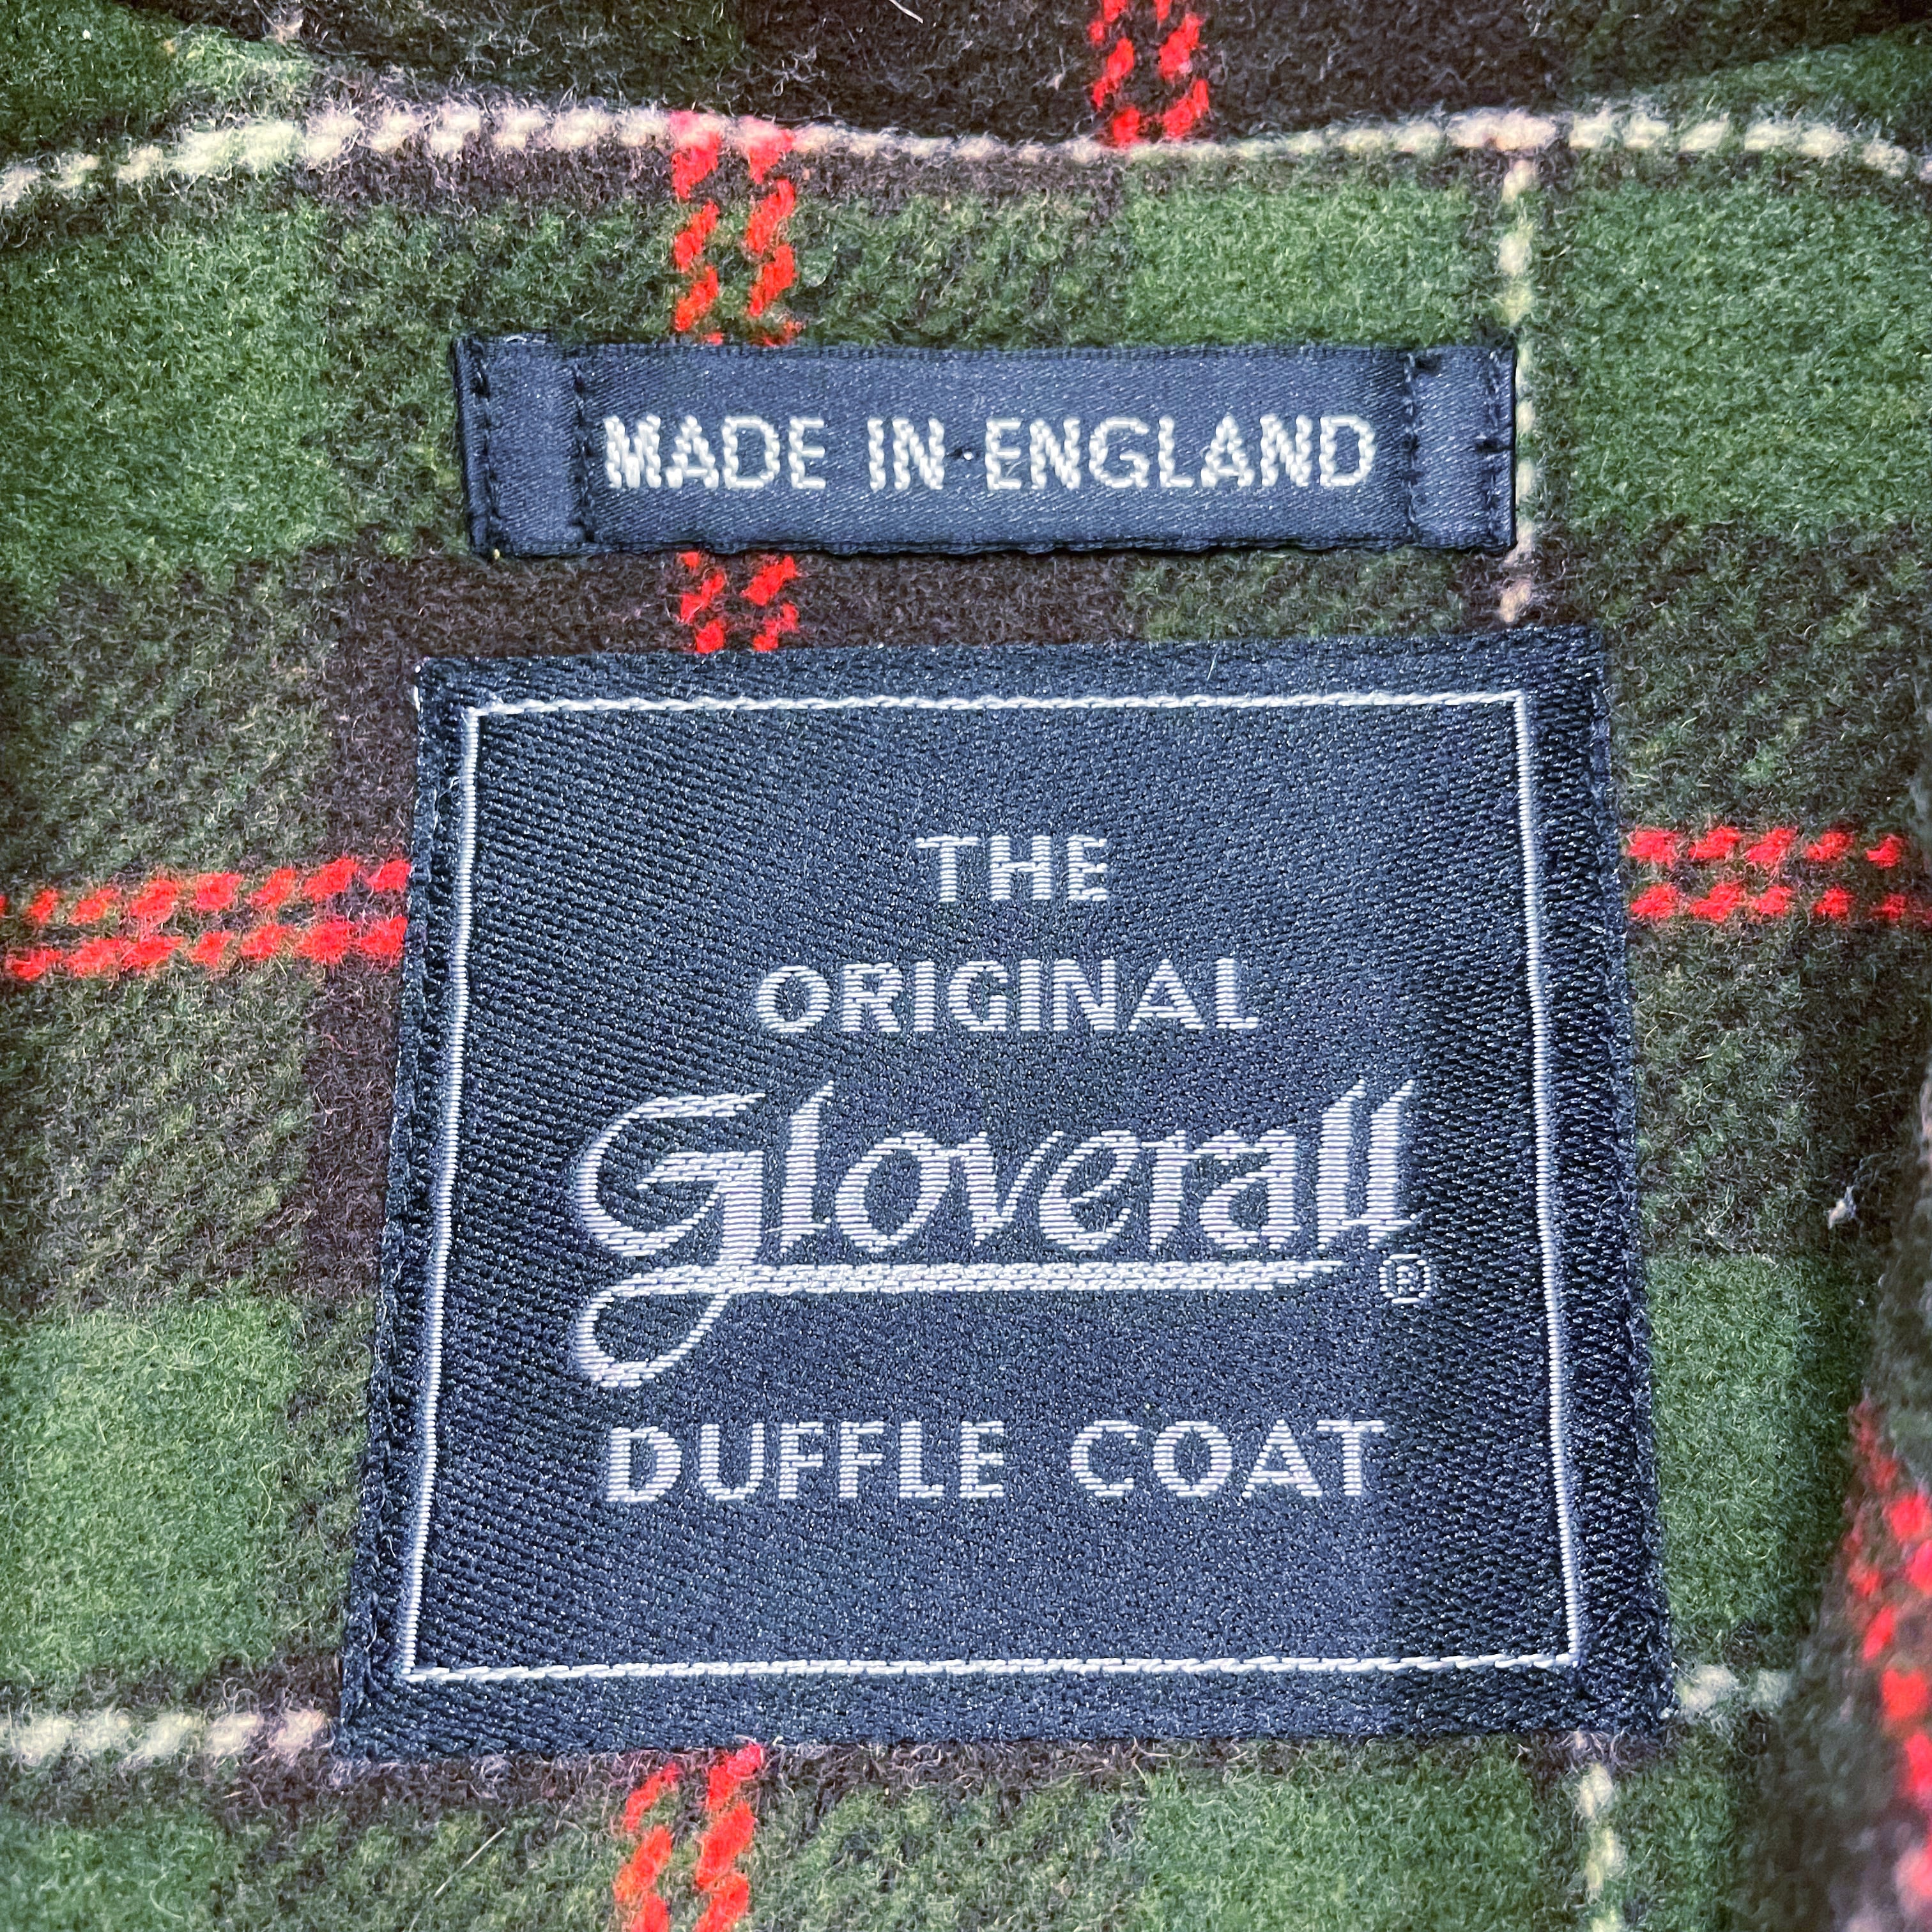 MADE IN ENGLAND
THE
ORIGINAL
Gloverall®
DUFFLE COAT